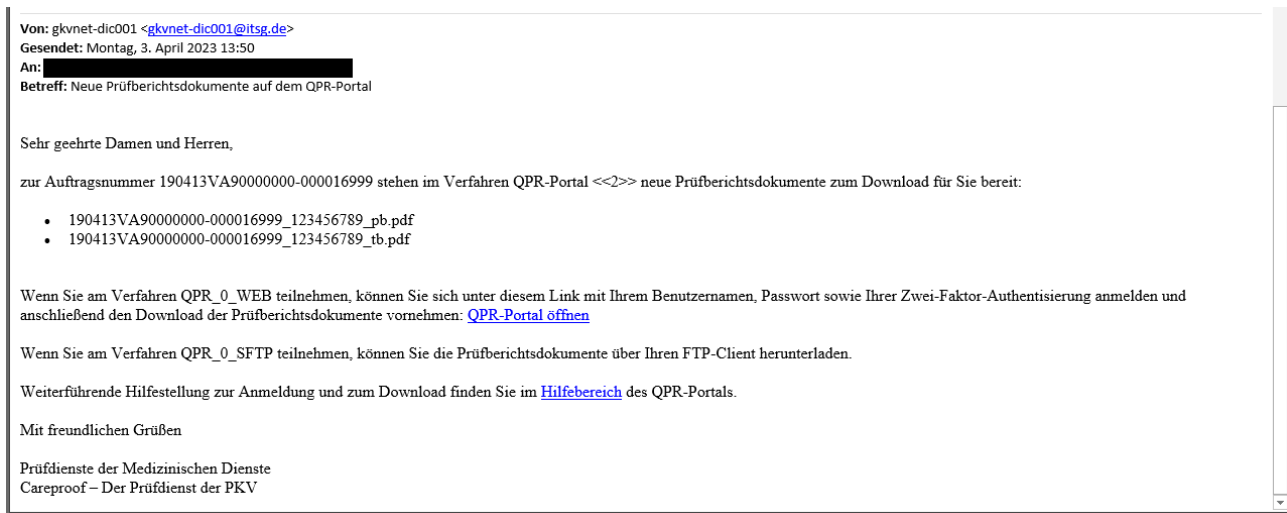 Von: gkvnet-dic001 <gkvnet-dic001@itsg.de>
Gesendet: Montag, 3. April 2023 13:50
An:
Betreff: Neue Prüfberichtsdokumente auf dem QPR-Portal
Sehr geehrte Damen und Herren,
zur Auftragsnummer 190413VA90000000-000016999 stehen im Verfahren QPR-Portal <<2>> neue Prüfberichtsdokumente zum Download für Sie bereit:
• 190413VA90000000-000016999_123456789_pb.pdf
• 190413VA90000000-000016999_123456789_tb.pdf
Wenn Sie am Verfahren QPR_0_WEB teilnehmen, können Sie sich unter diesem Link mit Ihrem Benutzernamen, Passwort sowie Ihrer Zwei-Faktor-Authentisierung anmelden und
anschließend den Download der Prüfberichtsdokumente vornehmen: QPR-Portal öffnen
Wenn Sie am Verfahren QPR_0_SFTP teilnehmen, können Sie die Prüfberichtsdokumente über Ihren FTP-Client herunterladen.
Weiterführende Hilfestellung zur Anmeldung und zum Download finden Sie im Hilfebereich des QPR-Portals.
Mit freundlichen Grüßen
Prüfdienste der Medizinischen Dienste
Careproof – Der Prüfdienst der PKV